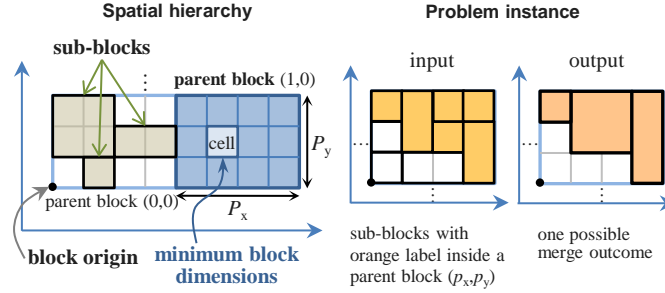 Spatial hierarchy
sub-blocks
⋮
parent block (1,0)
cell
P_y
parent block (0,0)
P_x
block origin
minimum block
dimensions
Problem instance
input
output
...
...
...
...
sub-blocks with
orange label inside a
parent block (p_x,p_y)
one possible
merge outcome